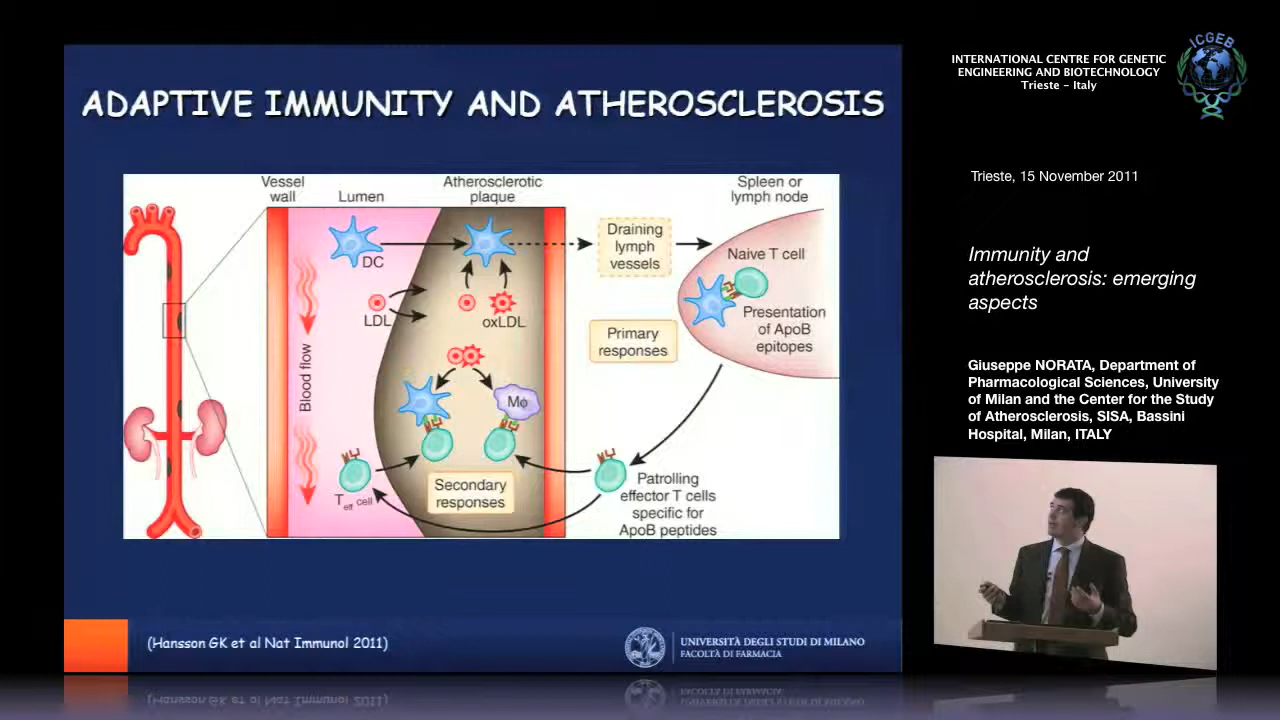 ADAPTIVE IMMUNITY AND ATHEROSCLEROSIS
Vessel
wall
Lumen
Atherosclerotic
plaque
Spleen or
lymph node
DC
Draining
lymph
vessels
Naive T cell
LDL
oxLDL
Presentation
of ApoB
epitopes
Primary
responses
Blood flow
Mϕ
Teff cell
Secondary
responses
Patrolling
effector T cells
specific for
ApoB peptides
(Hansson GK et al Nat Immunol 2011)
UNIVERSITÀ DEGLI STUDI DI MILANO
FACOLTÀ DI FARMACIA
INTERNATIONAL CENTRE FOR GENETIC
ENGINEERING AND BIOTECHNOLOGY
Trieste - Italy
ICGEB
Trieste, 15 November 2011
Immunity and
atherosclerosis: emerging
aspects
Giuseppe NORATA, Department of
Pharmacological Sciences, University
of Milan and the Center for the Study
of Atherosclerosis, SISA, Bassini
Hospital, Milan, ITALY